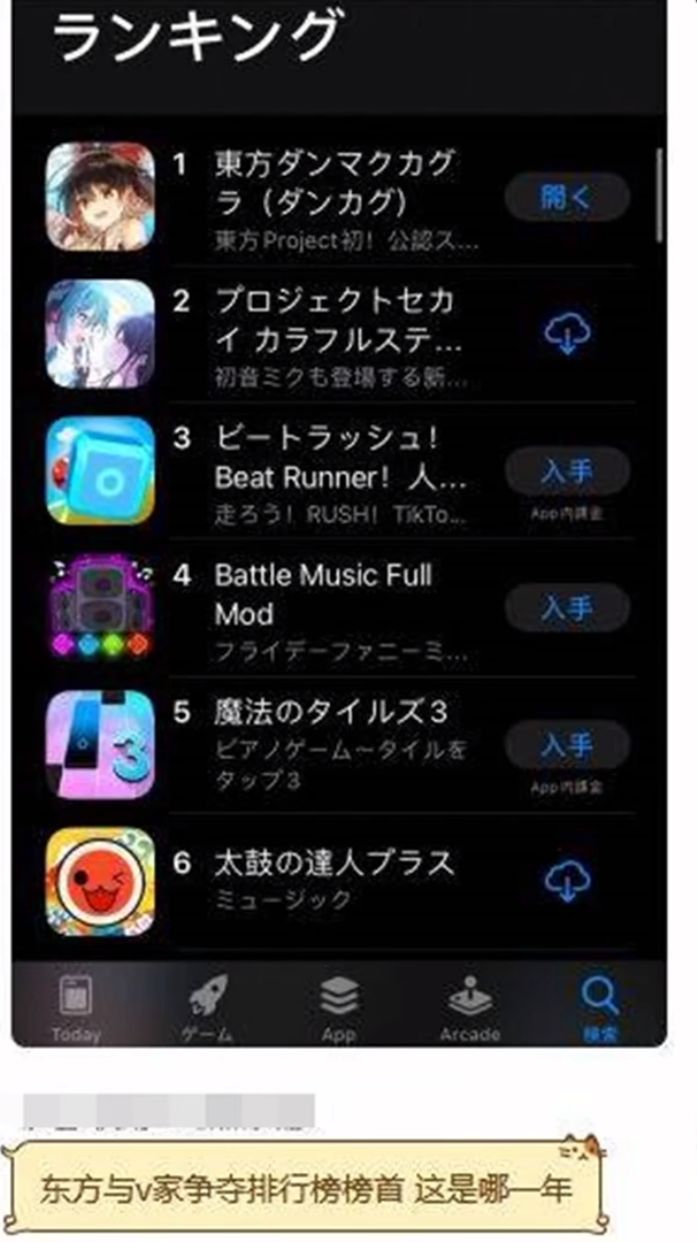 ランキング
1
東方ダンマクカグ
ラ（ダンカグ）
東方Project初！公認ス...
開く
2
プロジェクトセカ
イ カラフルステ...
初音ミクも登場する新...
3
ビートラッシュ！
Beat Runner！人...
走ろう！RUSH！TikTo...
入手
App内課金
4
Battle Music Full
Mod
フライデーファニーミ...
入手
5
魔法のタイルズ3
ピアノゲーム～タイルを
タップ3
入手
App内課金
6
太鼓の達人プラス
ミュージック
Today
ゲーム
App
Arcade
検索
东方与v家争夺排行榜榜首 这是哪一年